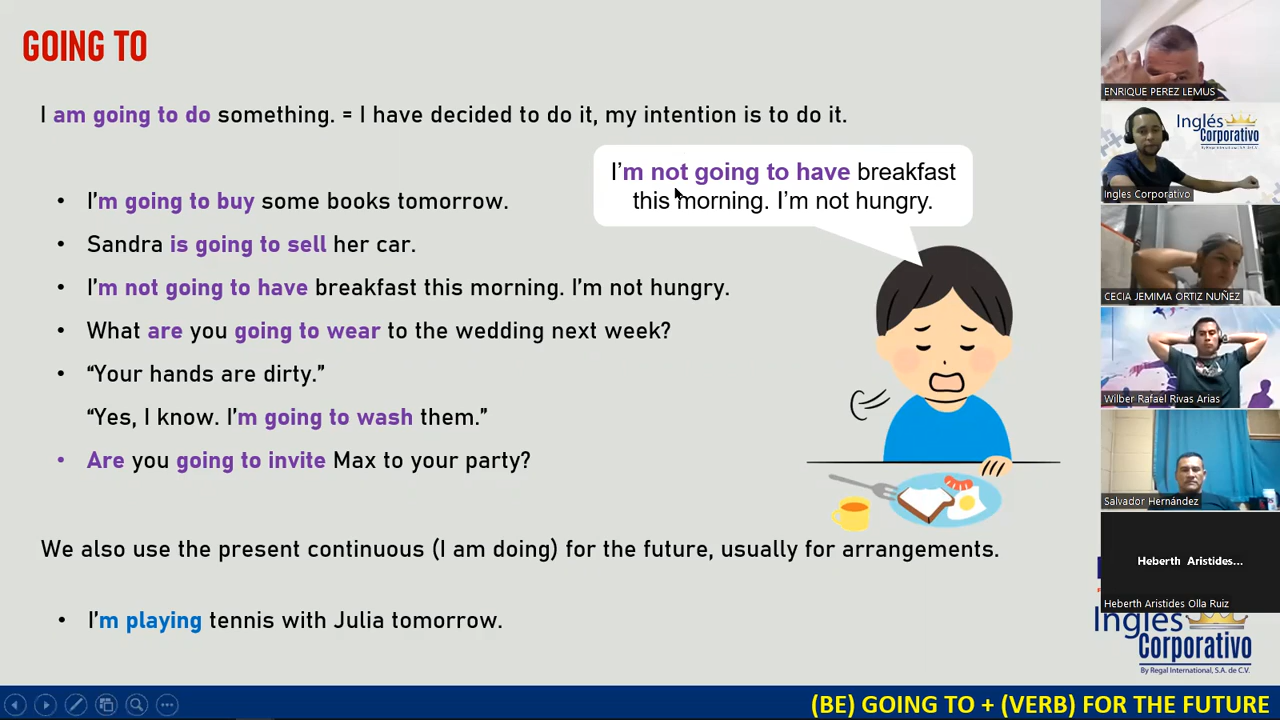 GOING TO
I am going to do something. = I have decided to do it, my intention is to do it.
I'm not going to have breakfast
this morning. I'm not hungry.
• I'm going to buy some books tomorrow.
• Sandra is going to sell her car.
• I'm not going to have breakfast this morning. I'm not hungry.
• What are you going to wear to the wedding next week?
• “Your hands are dirty.”
“Yes, I know. I'm going to wash them.”
• Are you going to invite Max to your party?
We also use the present continuous (I am doing) for the future, usually for arrangements.
• I'm playing tennis with Julia tomorrow.
(BE) GOING TO + (VERB) FOR THE FUTURE
ENRIQUE PEREZ LEMUS
Inglés
Corporativo
By Regal International, S.A. de C.V.
Ingles Corporativo
CECIA JEMIMA ORTIZ NUÑEZ
Wilber Rafael Rivas Arias
Salvador Hernández
Heberth Aristides...
Heberth Aristides Olla Ruiz
Inglés
Corporativo
By Regal International, S.A. de C.V.